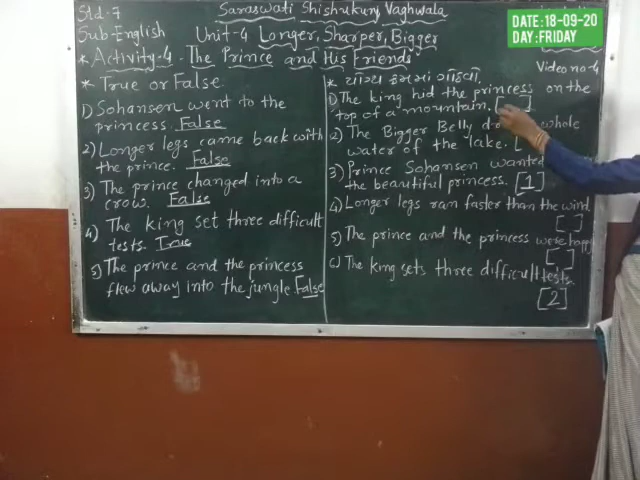 Std-7
Saraswati Shishukunj Vaghwala
DATE:18-09-20
DAY:FRIDAY
Sub-English
Unit-4 Longer, Sharper, Bigger
* Activity-4. The Prince and His Friends
Video no-4
* True or False.
1) Sohansen went to the
princess. False
2) Longer legs came back with
the prince. False
3) The prince changed into a
crow. False
4) The king set three difficult
tests. True
5) The prince and the princess
flew away into the jungle False
* યોગ્ય ક્રમમાં ગોઠવો.
1) The king hid the princess on the
top of a mountain. [ ]
2) The Bigger Belly whole
water of the lake. [
3) Prince Sohansen wanted
the beautiful princess. [1]
4) Longer legs ran faster than the wind
[ ]
5) The prince and the princess were happy
[ ]
6) The king sets three difficult tests.
[2]